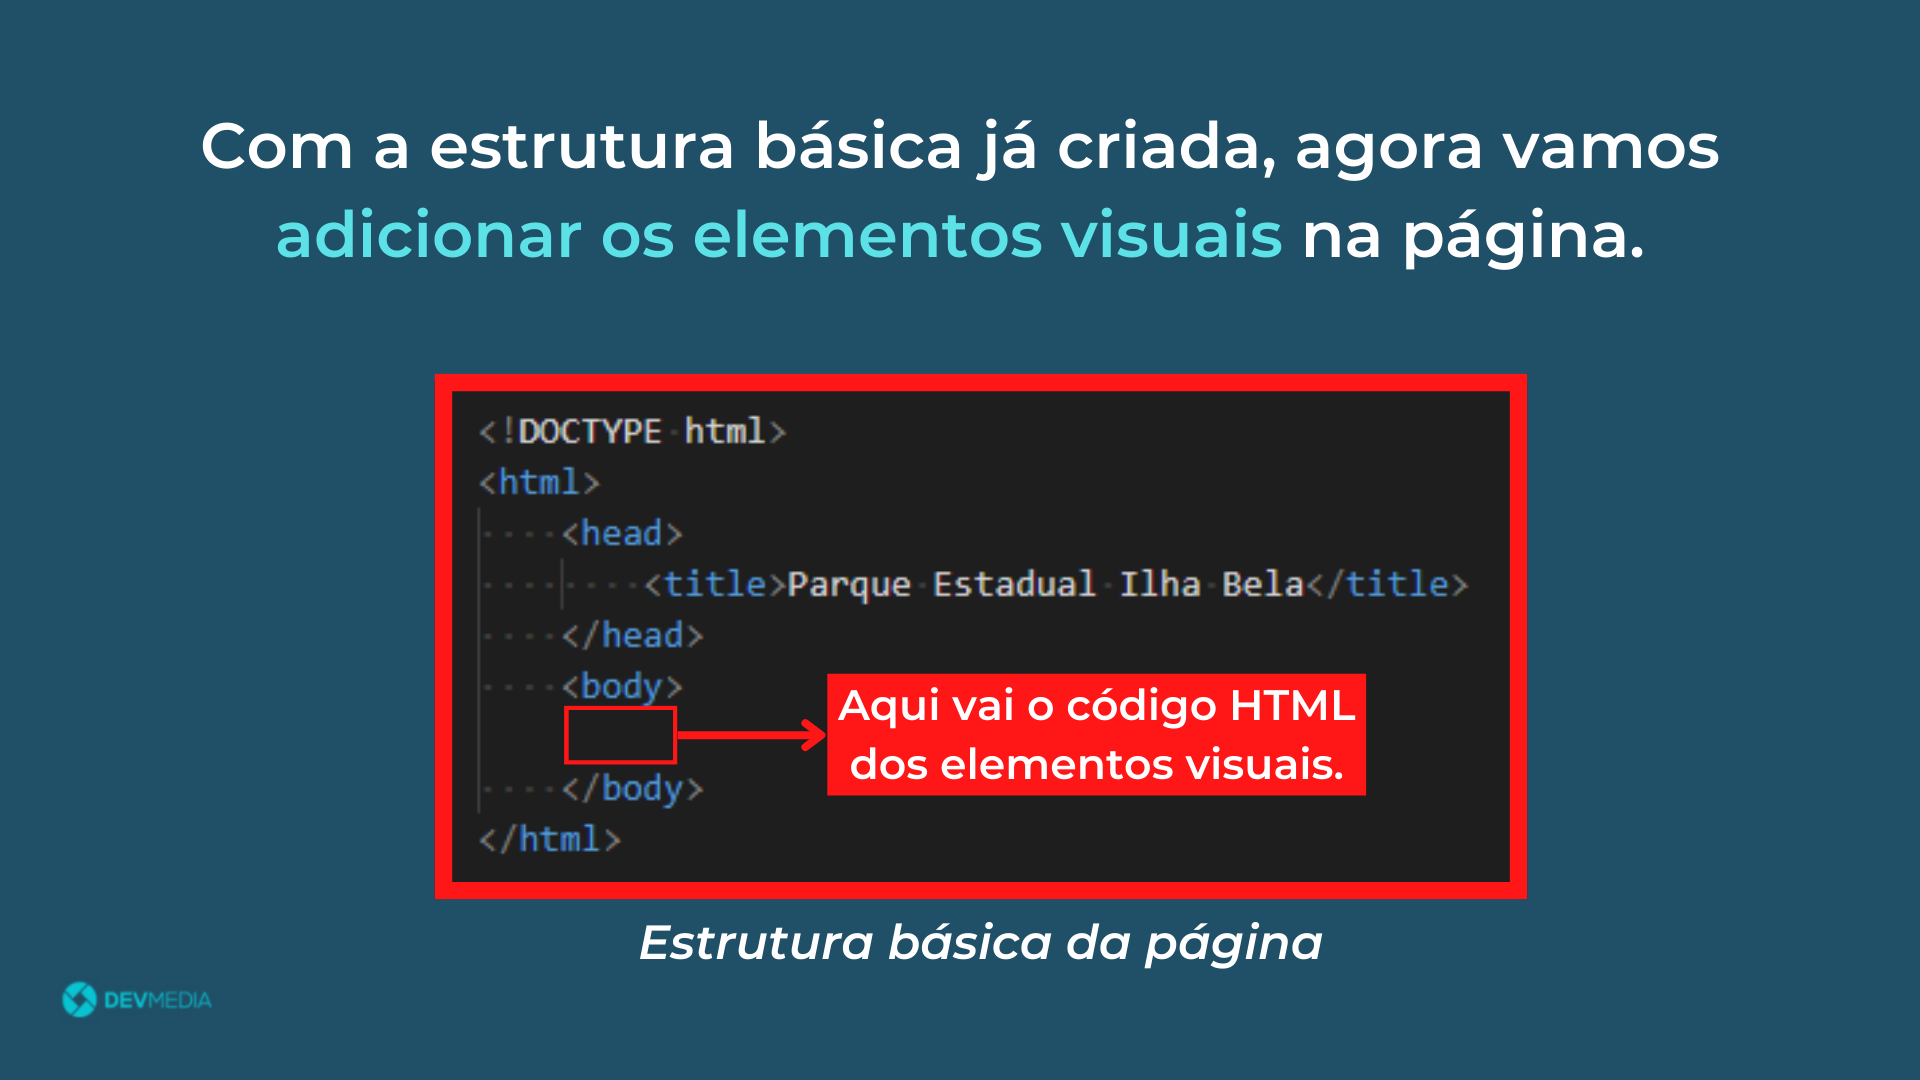 Com a estrutura básica já criada, agora vamos
adicionar os elementos visuais na página.
<!DOCTYPE html>
<html>
<head>
<title>Parque Estadual Ilha Bela</title>
</head>
<body>
Aqui vai o código HTML
dos elementos visuais.
</body>
</html>
Estrutura básica da página
DEVMEDIA